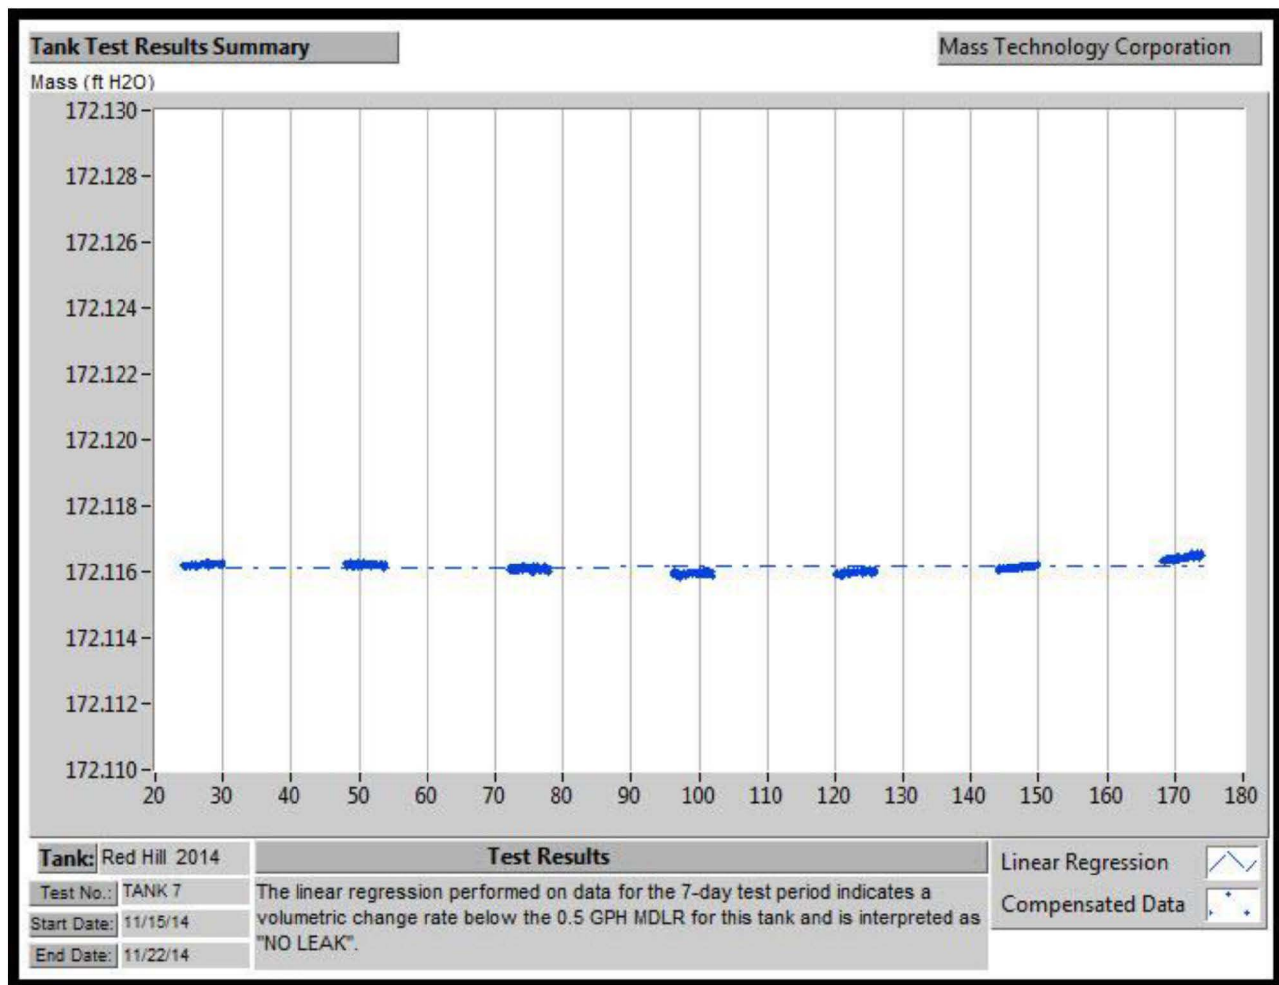 Tank Test Results Summary
Mass Technology Corporation
Mass (ft H2O)
172.130
172.128
172.126
172.124
172.122
172.120
172.118
172.116
172.114
172.112
172.110
20 30 40 50 60 70 80 90 100 110 120 130 140 150 160 170 180
Tank: Red Hill 2014
Test No.: TANK 7
Start Date: 11/15/14
End Date: 11/22/14
Test Results
The linear regression performed on data for the 7-day test period indicates a
volumetric change rate below the 0.5 GPH MDLR for this tank and is interpreted as
"NO LEAK".
Linear Regression
Compensated Data